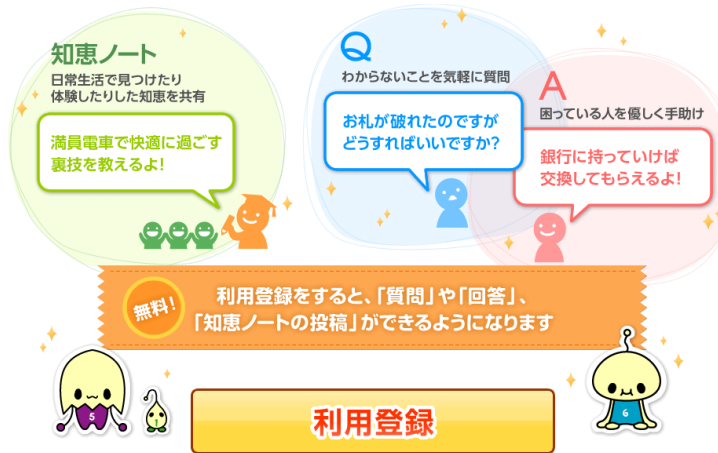 知恵ノート
日常生活で見つけたり
体験したりした知恵を共有
満員電車で快適に過ごす
裏技を教えるよ!
Q
わからないことを気軽に質問
お札が破れたのですが
どうすればいいですか?
A
困っている人を優しく手助け
銀行に持っていけば
交換してもらえるよ!
無料!
利用登録をすると、「質問」や「回答」、
「知恵ノートの投稿」ができるようになります
5
1
6
利用登録